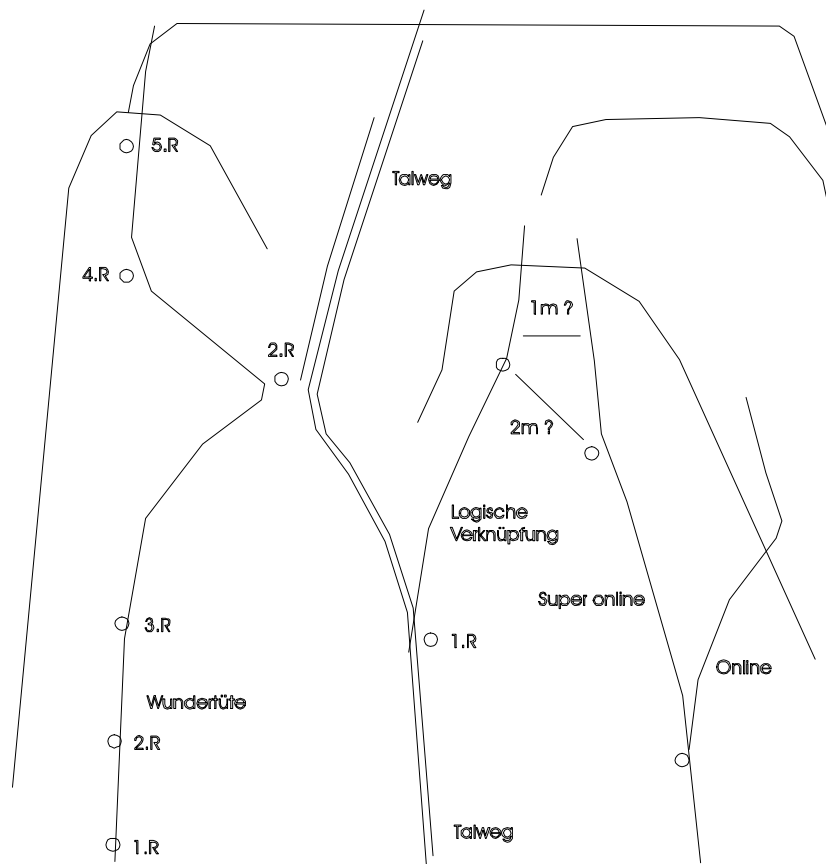 5.R
Talweg
4.R
1m ?
2.R
2m ?
Logische
Verknüpfung
Super online
3.R
1.R
Online
Wundertüte
2.R
Talweg
1.R